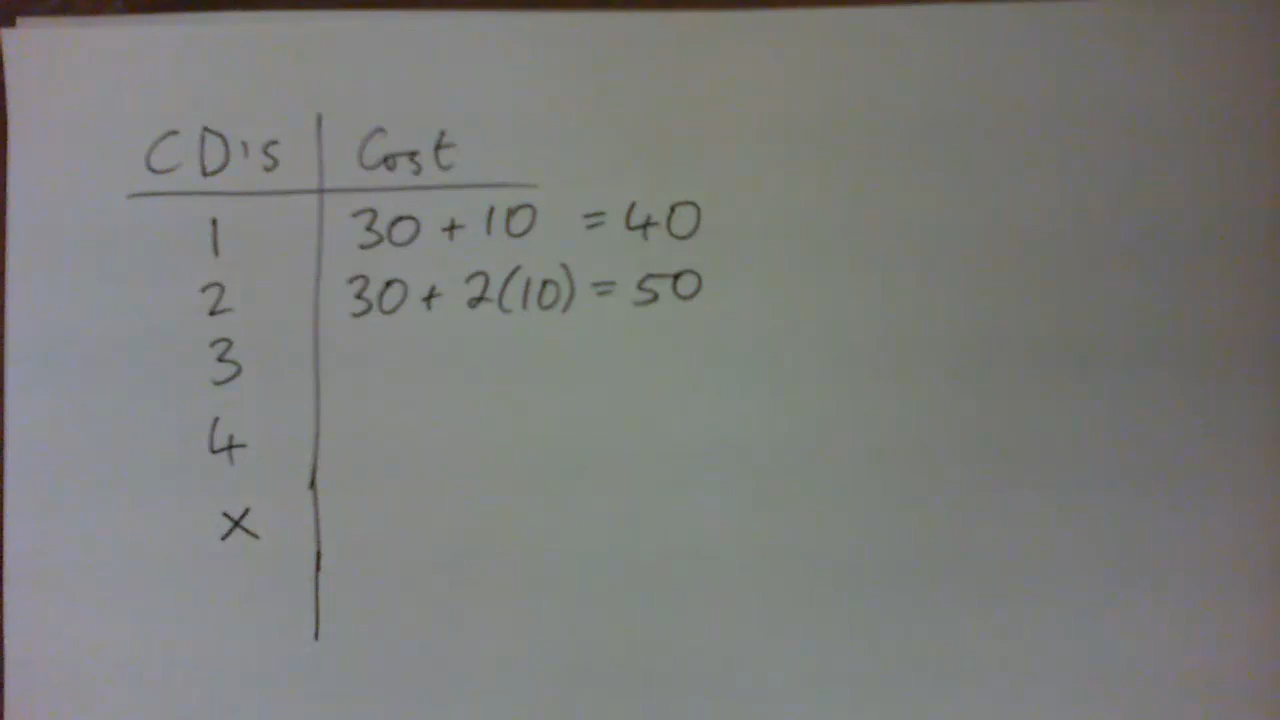 CD's Cost
1 30 + 10 = 40
2 30 + 2(10) = 50
3
4
x